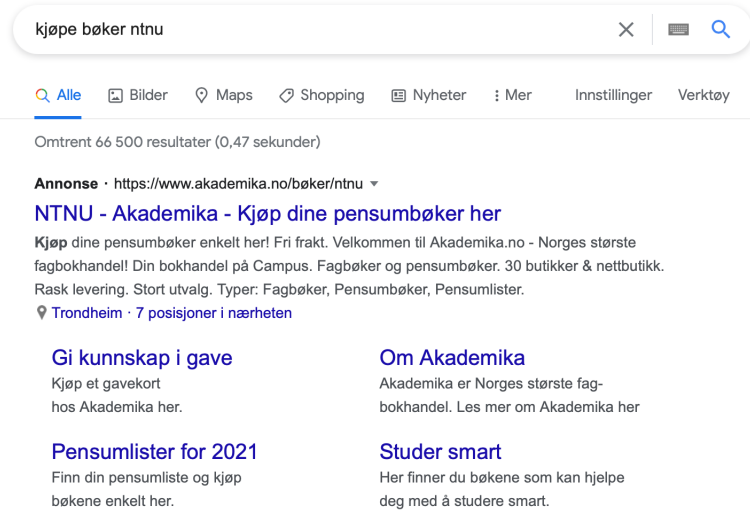 kjøpe bøker ntnu
Alle Bilder Maps Shopping Nyheter Mer Innstillinger Verktøy
Omtrent 66 500 resultater (0,47 sekunder)
Annonse · https://www.akademika.no/bøker/ntnu
NTNU - Akademika - Kjøp dine pensumbøker her
Kjøp dine pensumbøker enkelt her! Fri frakt. Velkommen til Akademika.no - Norges største
fagbokhandel! Din bokhandel på Campus. Fagbøker og pensumbøker. 30 butikker & nettbutikk.
Rask levering. Stort utvalg. Typer: Fagbøker, Pensumbøker, Pensumlister.
Trondheim · 7 posisjoner i nærheten
Gi kunnskap i gave
Kjøp et gavekort
hos Akademika her.
Om Akademika
Akademika er Norges største fag-
bokhandel. Les mer om Akademika her
Pensumlister for 2021
Finn din pensumliste og kjøp
bøkene enkelt her.
Studer smart
Her finner du bøkene som kan hjelpe
deg med å studere smart.